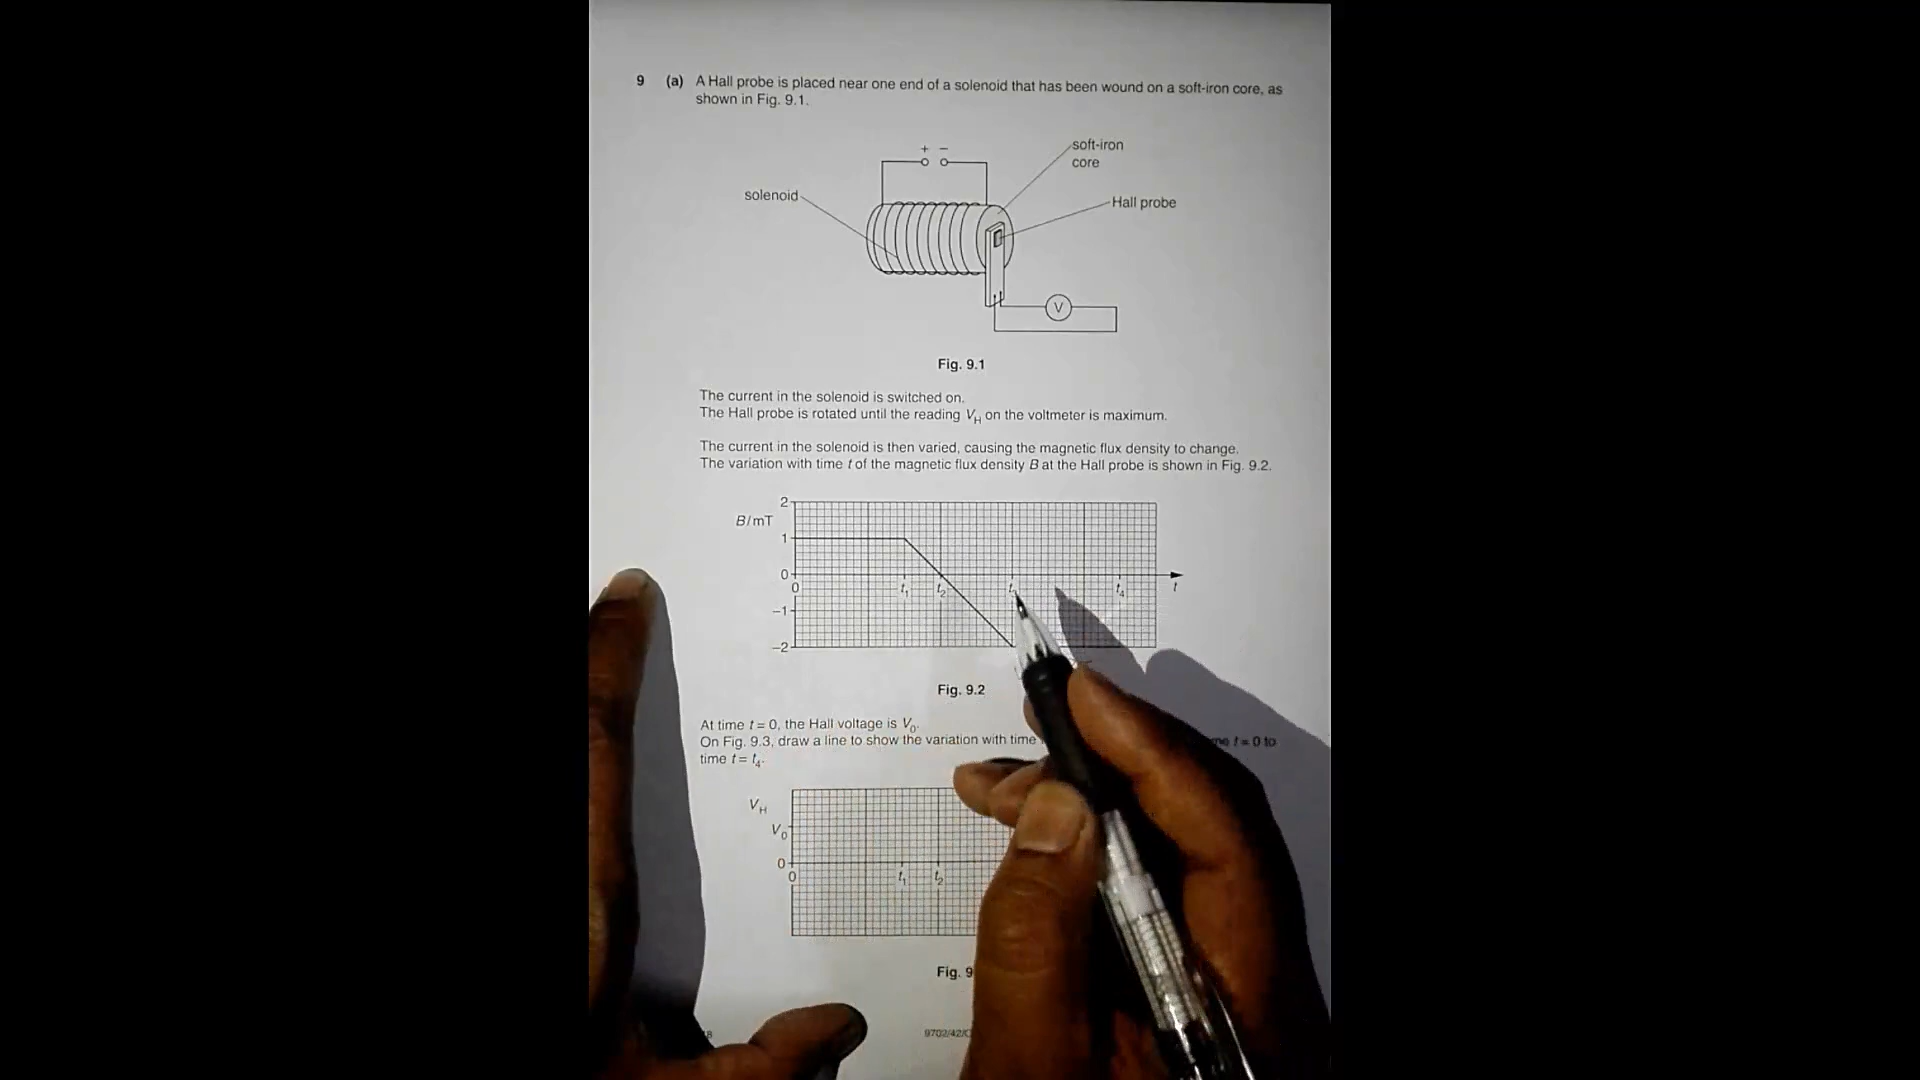 9 (a) A Hall probe is placed near one end of a solenoid that has been wound on a soft-iron core, as
shown in Fig. 9.1.
+ −
soft-iron
core
solenoid
Hall probe
V
Fig. 9.1
The current in the solenoid is switched on.
The Hall probe is rotated until the reading VH on the voltmeter is maximum.
The current in the solenoid is then varied, causing the magnetic flux density to change.
The variation with time t of the magnetic flux density B at the Hall probe is shown in Fig. 9.2.
2
B/mT
1
0
0 t1 t2 t4 t
−1
−2
Fig. 9.2
At time t = 0, the Hall voltage is V0.
On Fig. 9.3, draw a line to show the variation with time t = 0 to
time t = t4.
VH
V0
0
0 t1 t2
Fig. 9
9702/42/